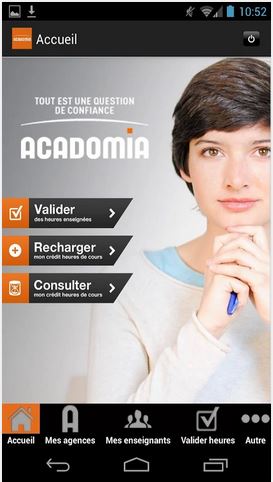 10:52
Accueil
TOUT EST UNE QUESTION
DE CONFIANCE
ACADOMIA
Valider
des heures enseignées
Recharger
mon crédit heures de cours
Consulter
mon crédit heures de cours
Accueil Mes agences Mes enseignants Valider heures Autre